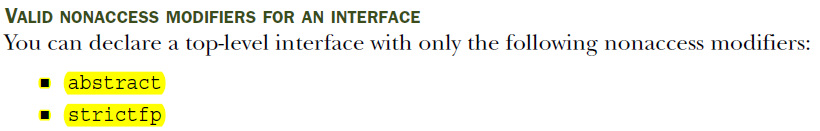 VALID NONACCESS MODIFIERS FOR AN INTERFACE
You can declare a top-level interface with only the following nonaccess modifiers:
■ abstract
■ strictfp